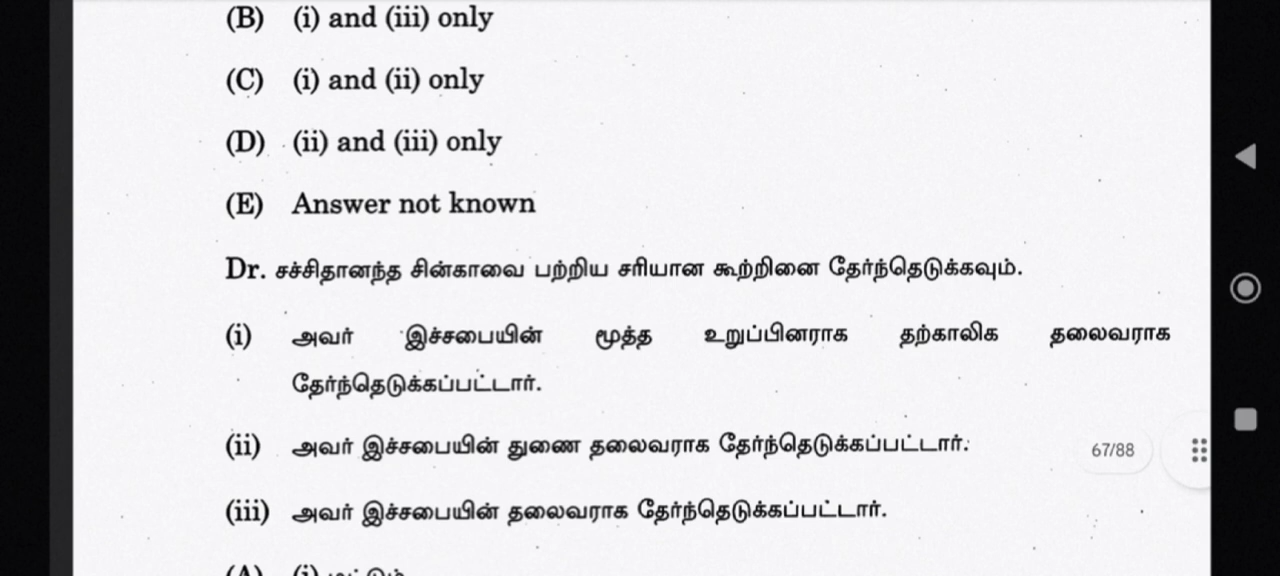 (B) (i) and (iii) only
(C) (i) and (ii) only
(D) (ii) and (iii) only
(E) Answer not known
Dr. சச்சிதானந்த சின்காவை பற்றிய சரியான கூற்றினை தேர்ந்தெடுக்கவும்.
(i) அவர் இச்சபையின் மூத்த உறுப்பினராக தற்காலிக தலைவராக
தேர்ந்தெடுக்கப்பட்டார்.
(ii) அவர் இச்சபையின் துணை தலைவராக தேர்ந்தெடுக்கப்பட்டார்.
67/88
(iii) அவர் இச்சபையின் தலைவராக தேர்ந்தெடுக்கப்பட்டார்.
(A) (i) மட்டும்